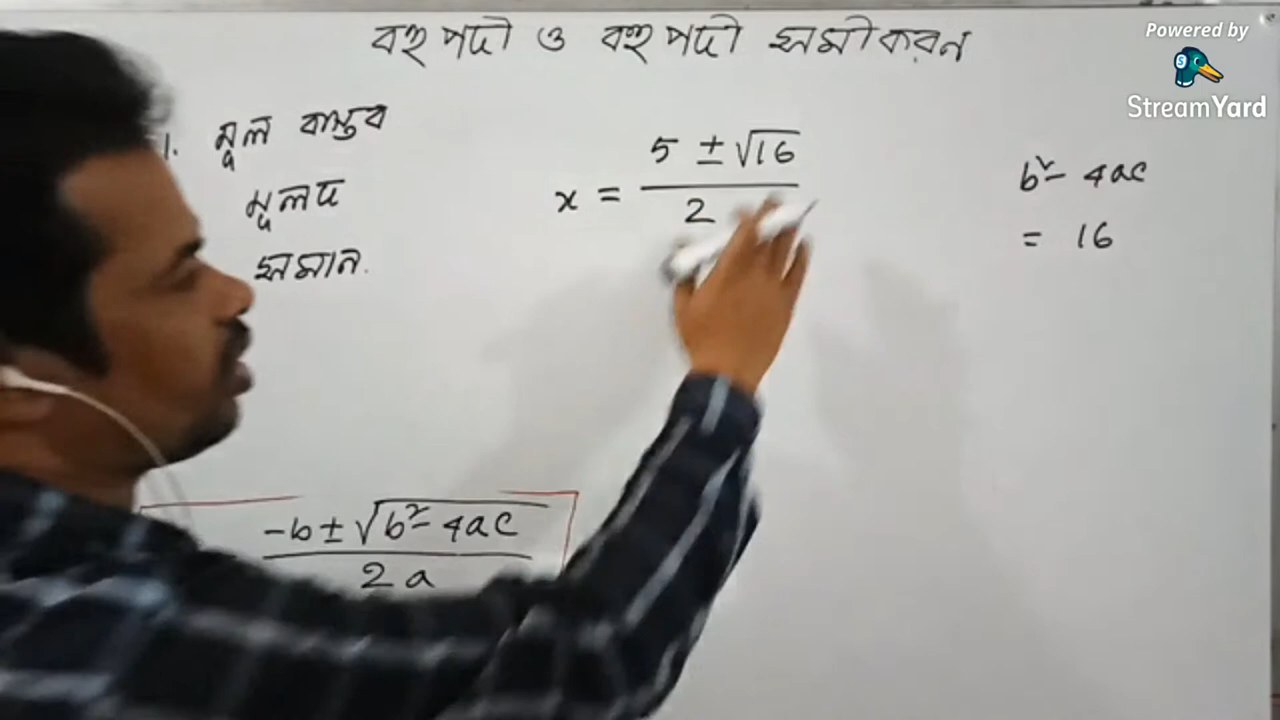 বহুপদী ও বহুপদী সমীকরন
Powered by
StreamYard
1. মূল বাস্তব
মূলদ
সমান.
x = 5 ± √16 / 2
b² - 4ac
= 16
-b ± √b² - 4ac / 2a